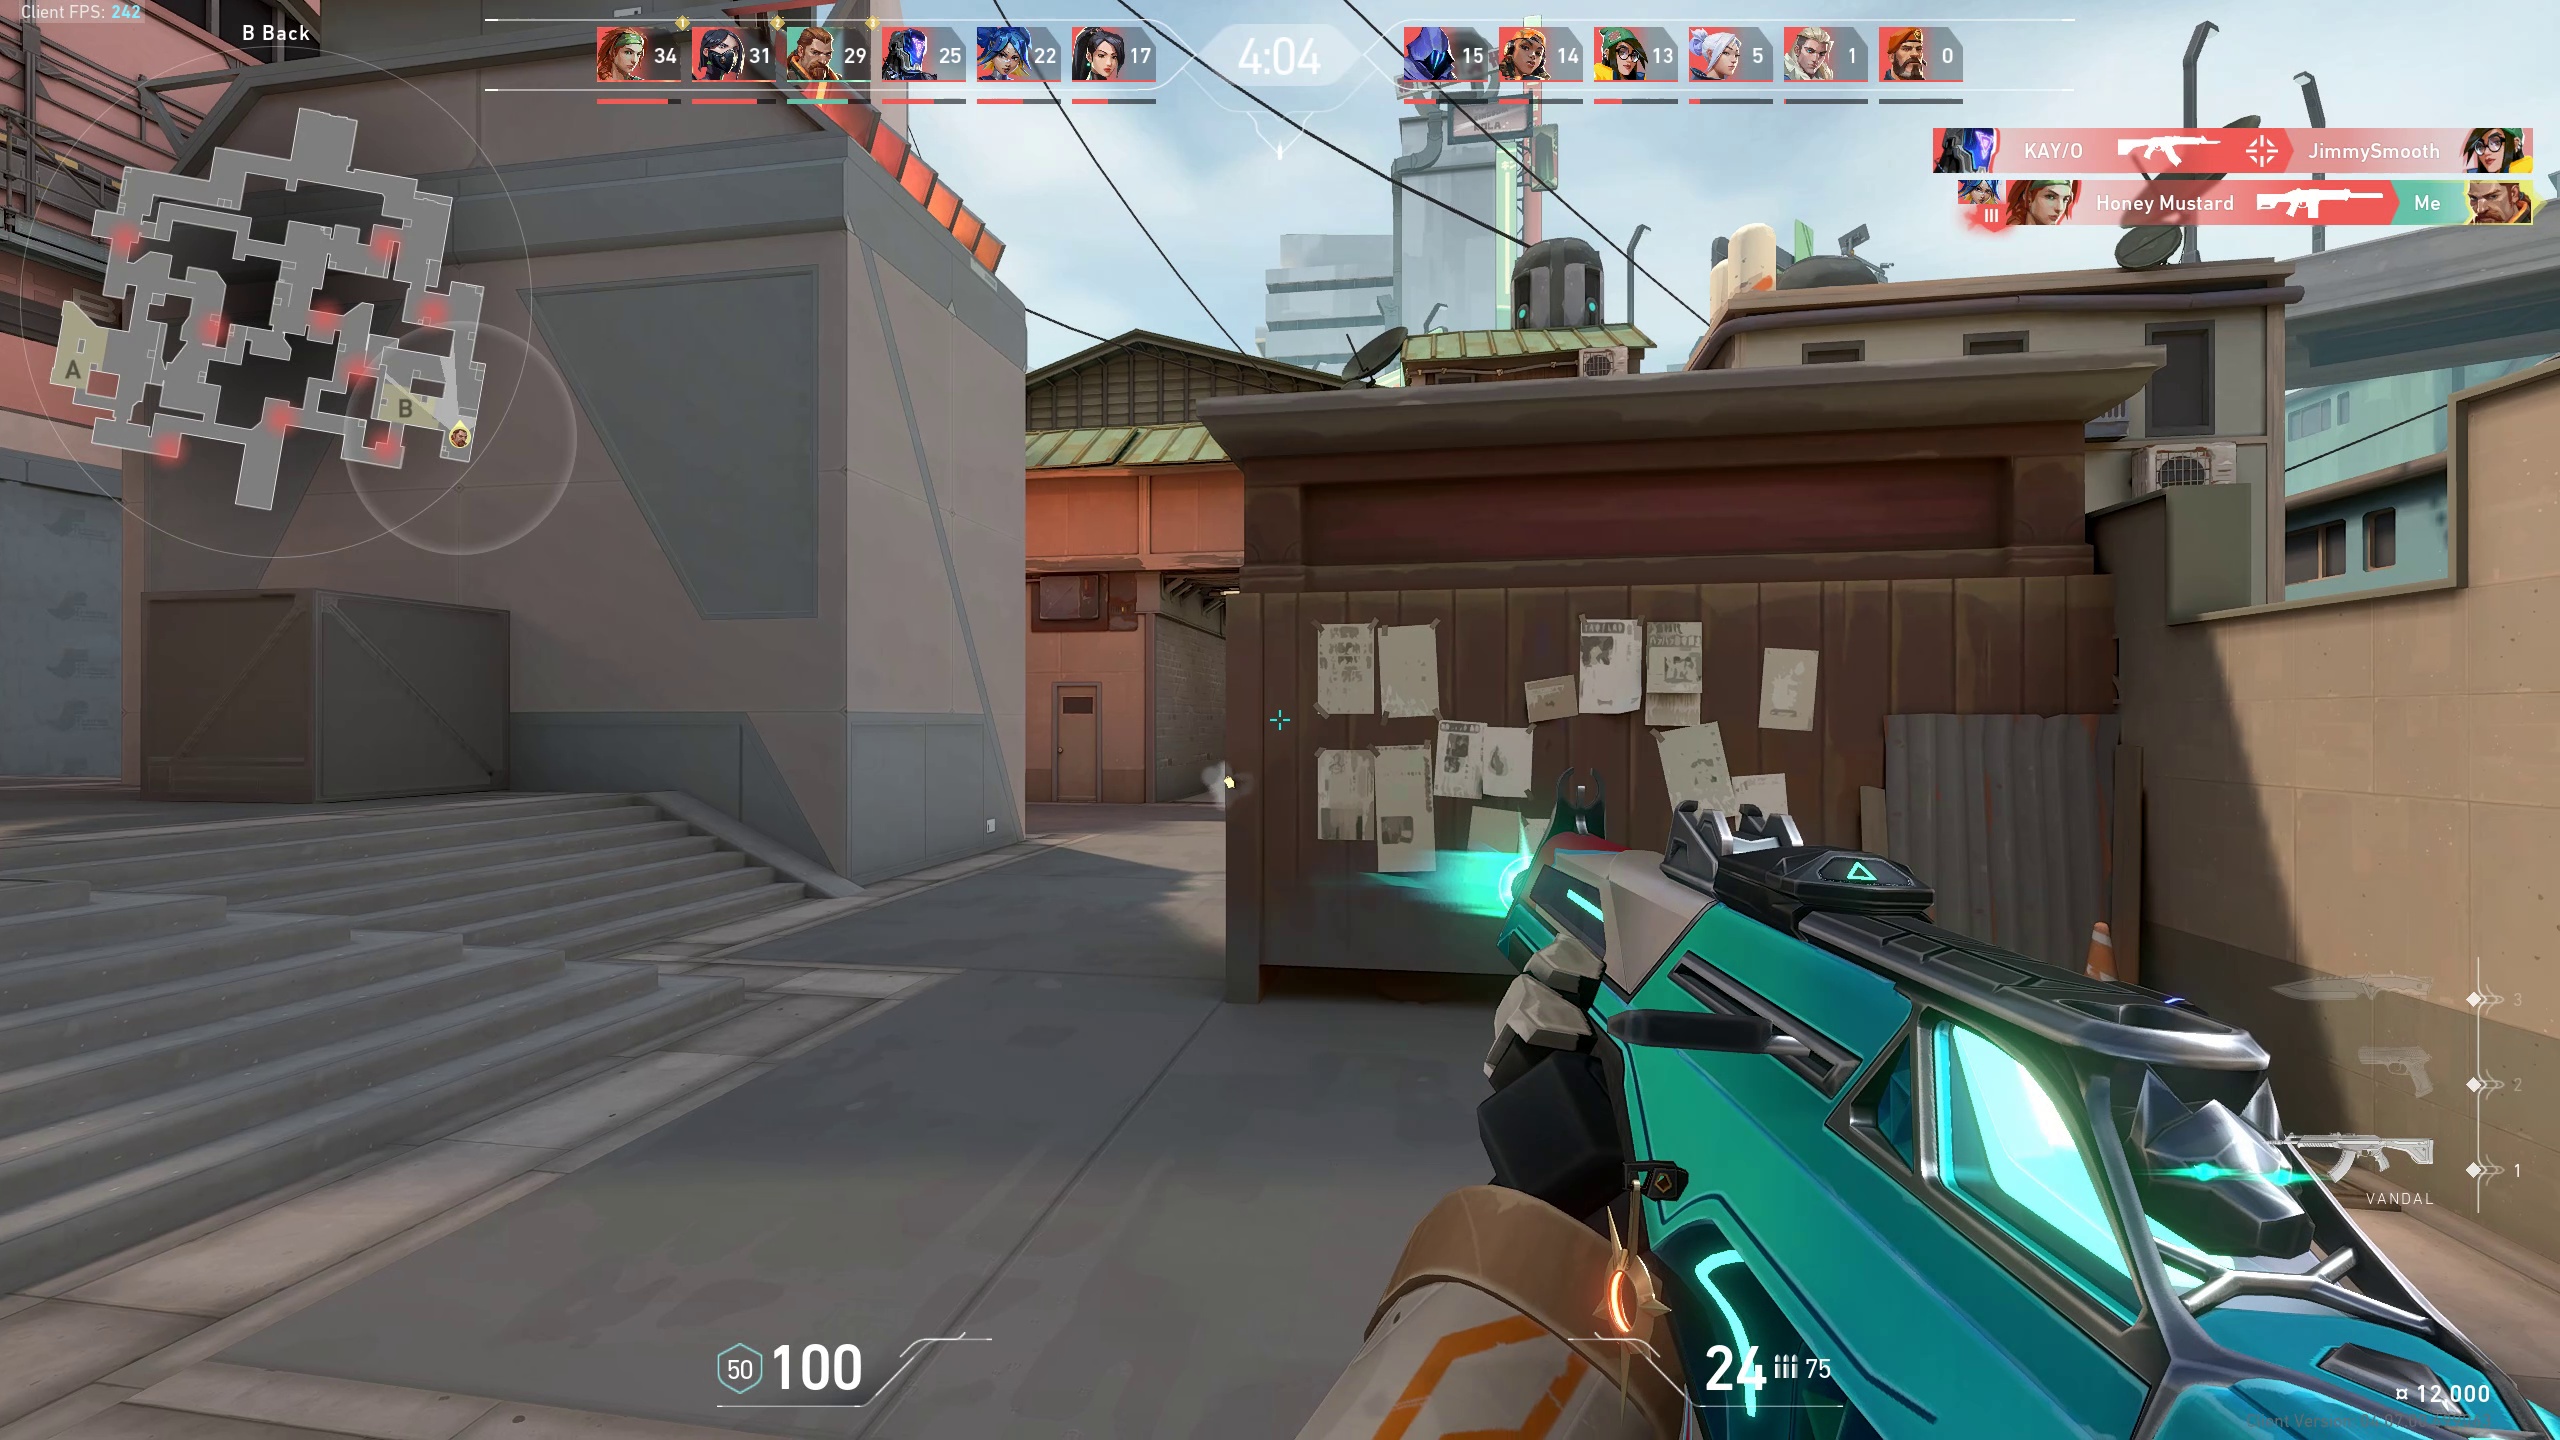 Client FPS: 242
B Back
34 31 29 25 22 17
4:04
15 14 13 5 1 0
KAY/O JimmySmooth
III Honey Mustard Me
A
B
3
2
1
VANDAL
50 100
24 75
¤ 12,000